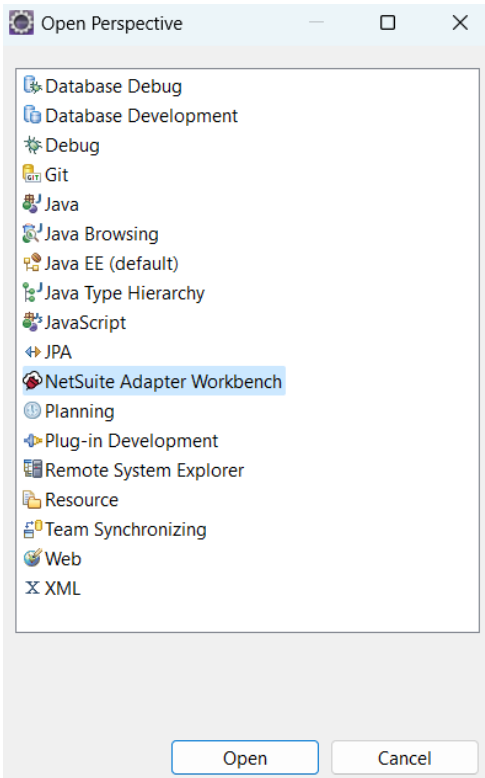 Open Perspective
Database Debug
Database Development
Debug
Git
Java
Java Browsing
Java EE (default)
Java Type Hierarchy
JavaScript
JPA
NetSuite Adapter Workbench
Planning
Plug-in Development
Remote System Explorer
Resource
Team Synchronizing
Web
X XML
Open Cancel